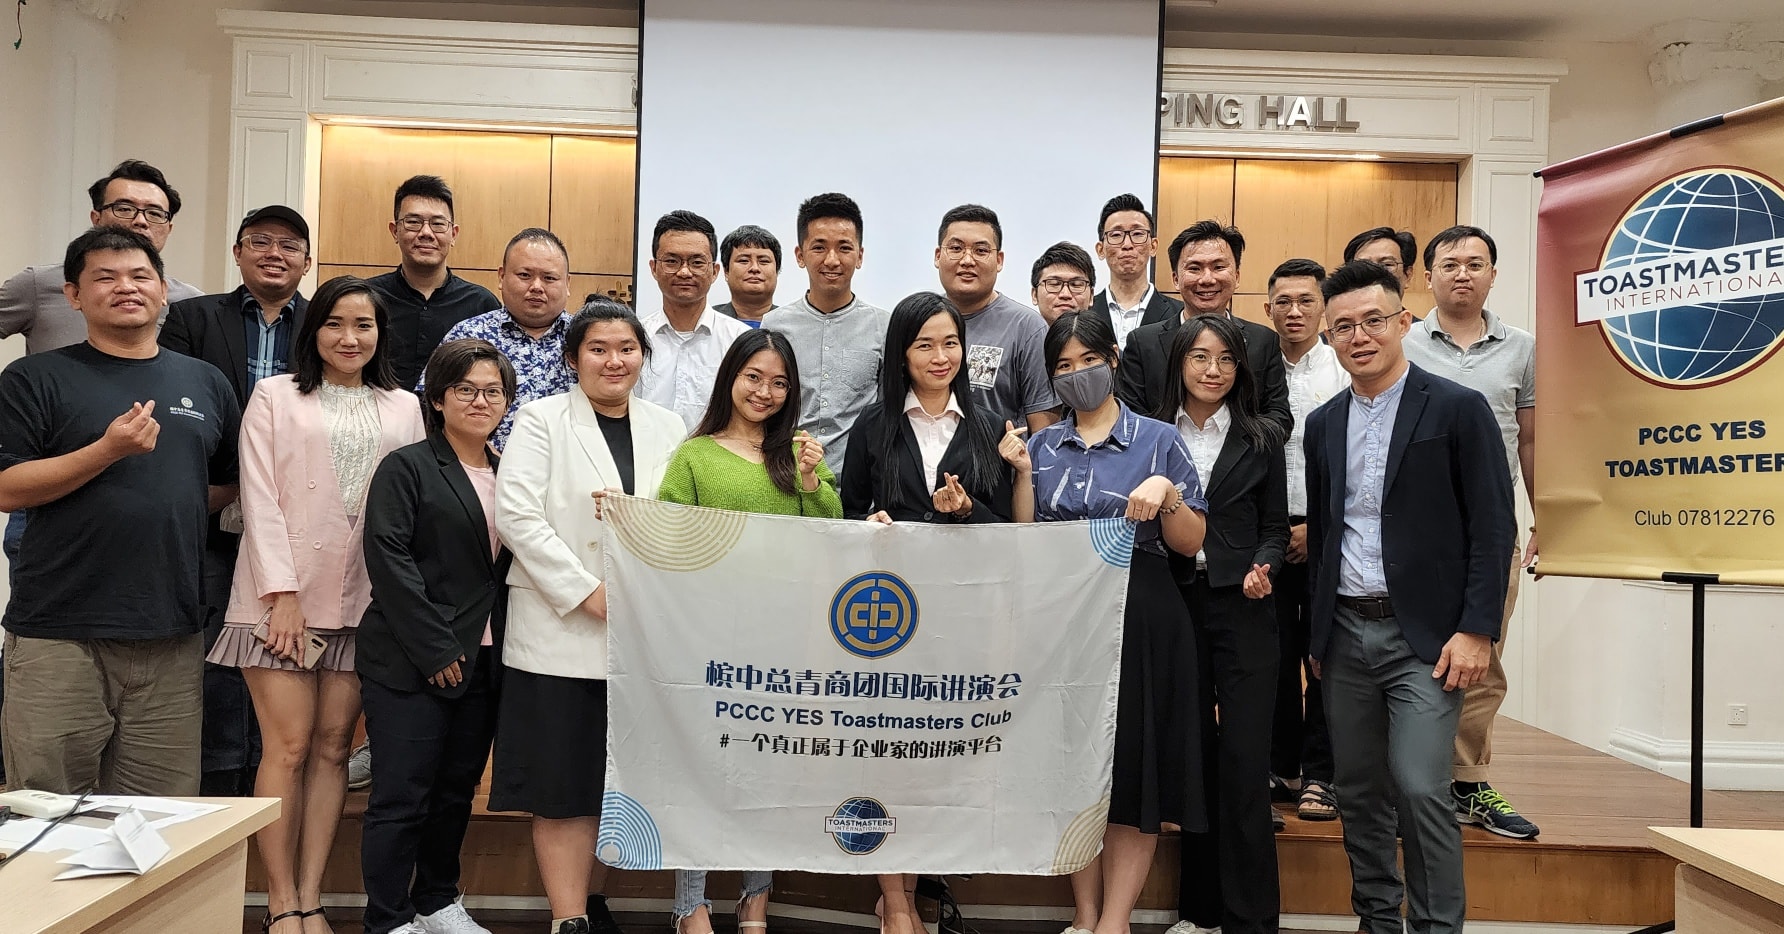 PING HALL
TOASTMASTERS
INTERNATIONAL
PCCC YES
TOASTMASTER
Club 07812276
槟中总青商团国际讲演会
PCCC YES Toastmasters Club
#一个真正属于企业家的讲演平台
TOASTMASTERS
INTERNATIONAL